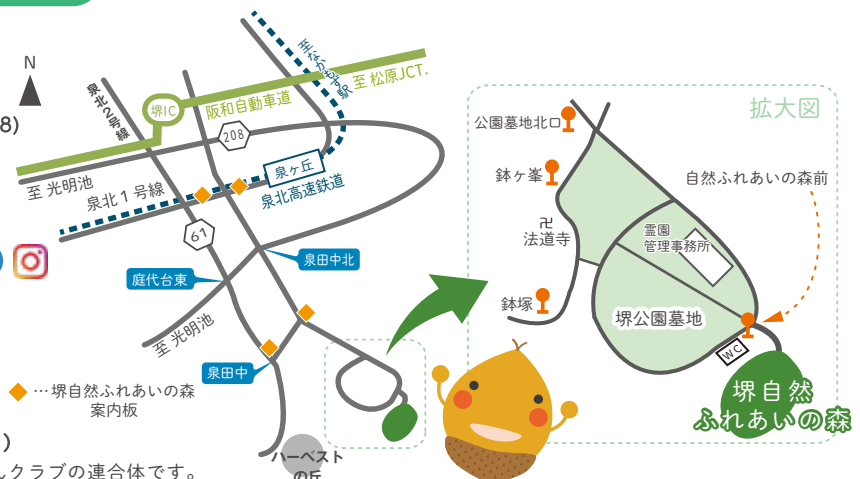 N
8)
泉北2号線
堺IC
阪和自動車道
至なかもず駅
至 松原JCT.
208
至 光明池
泉北1号線
泉ヶ丘
泉北高速鉄道
61
泉田中北
庭代台東
至 光明池
泉田中
…堺自然ふれあいの森
案内板
)
ハーベスト
の丘
んクラブの連合体です。
拡大図
公園墓地北口
鉢ヶ峯
自然ふれあいの森前
卍
法道寺
霊園
管理事務所
鉢塚
堺公園墓地
WC
堺自然
ふれあいの森